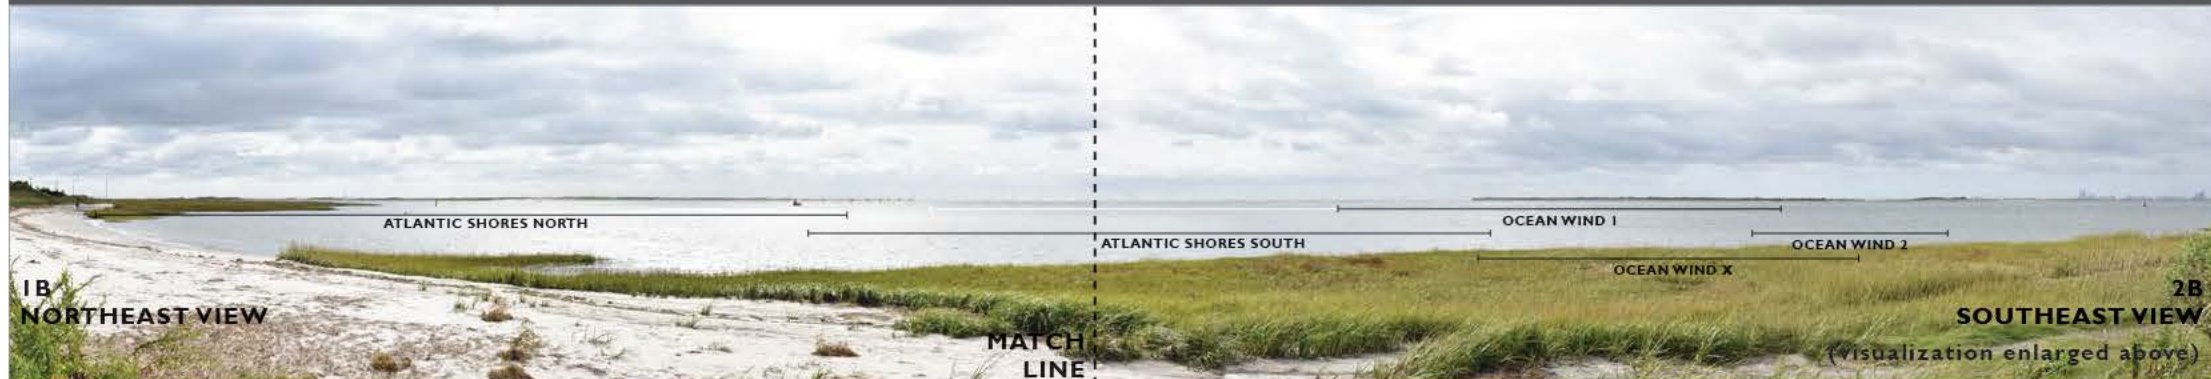 ATLANTIC SHORES NORTH
ATLANTIC SHORES SOUTH
OCEAN WIND 1
OCEAN WIND 2
OCEAN WIND X
1B
NORTHEAST VIEW
MATCH
LINE
2B
SOUTHEAST VIEW
(visualization enlarged above)